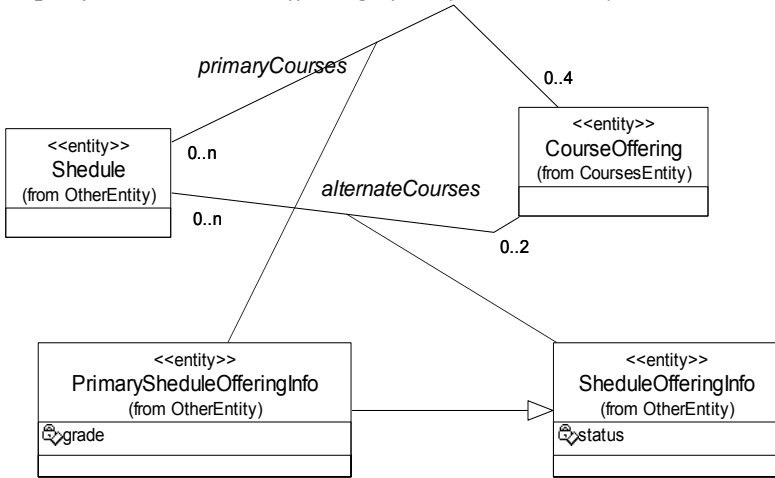 primaryCourses
0..4
<<entity>>
Shedule
(from OtherEntity)
0..n
<<entity>>
CourseOffering
(from CoursesEntity)
alternateCourses
0..n
0..2
<<entity>>
PrimarySheduleOfferingInfo
(from OtherEntity)
grade
<<entity>>
SheduleOfferingInfo
(from OtherEntity)
status